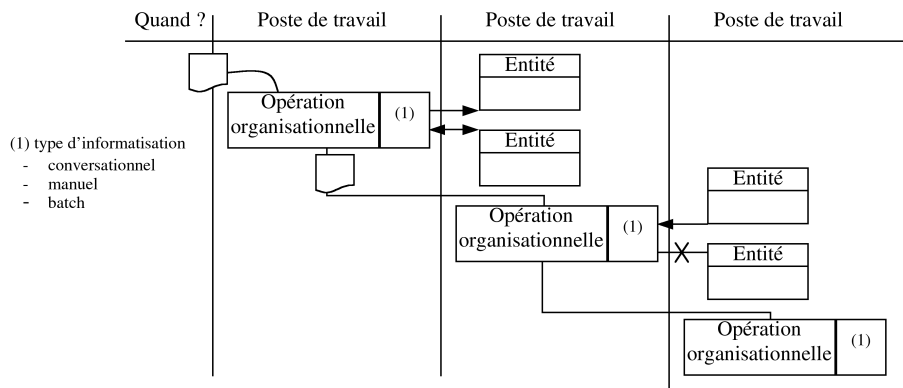 Quand ?
Poste de travail
Poste de travail
Poste de travail
Entité
Opération
organisationnelle
(1)
Entité
(1) type d'informatisation
- conversationnel
- manuel
- batch
Entité
Opération
organisationnelle
(1)
Entité
Opération
organisationnelle
(1)